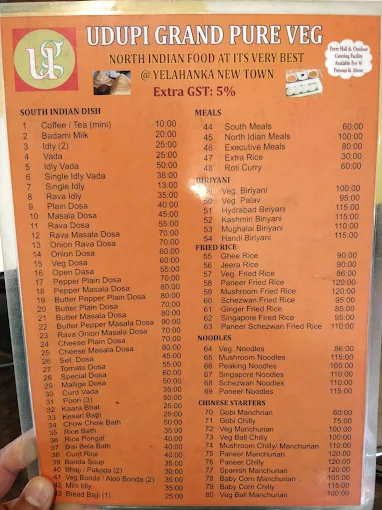 ug
UDUPI GRAND PURE VEG
NORTH INDIAN FOOD AT ITS VERY BEST
@ YELAHANKA NEW TOWN
Extra GST: 5%
Party Hall & Outdoor
Catering Facility
Available For 50
Persons & Above
SOUTH INDIAN DISH
1 Coffee / Tea (mini) 10:00
2 Badami Milk 20:00
3 Idly (2) 25:00
4 Vada 25:00
5 Idly Vada 50:00
6 Single Idly Vada 38:00
7 Single Idly 13:00
8 Rava Idly 35:00
9 Plain Dosa 40:00
10 Masala Dosa 50:00
11 Rava Dosa 55:00
12 Rava Masala Dosa 70:00
13 Onion Rava Dosa 70:00
14 Onion Dosa 50:00
15 Veg Dosa 60:00
16 Open Dasa 55:00
17 Pepper Plain Dosa 60:00
18 Pepper Masala Dosa 70:00
19 Butter Pepper Plain Dosa 80:00
20 Butter Plain Dosa 70:00
21 Butter Masala Dosa 80:00
22 Butter Pepper Masala Dosa 90:00
23 Rava Onion Masala Dosa 70:00
24 Cheese Plain Dosa 70:00
25 Cheese Masala Dosa 80:00
26 Set Dosa 50:00
27 Tomato Dosa 55:00
28 Special Dosa 60:00
29 Mallige Dosa 50:00
30 Curd Vada 35:00
31 Poori (3) 50:00
32 Kaara Bhat 25:00
33 Kesari Bath 25:00
34 Chow Chow Bath 50:00
35 Rice Bath 35:00
36 Rice Pongal 40:00
37 Bisi Bela Bath 40:00
38 Curd Rice 40:00
39 Bonda Soup 35:00
40 Bhaji / Pakoda (2) 30:00
41 Veg Bonda / Aloo Bonda (2) 30:00
42 Mini Idly 35:00
43 Bread Bajji (1) 35:00
MEALS
44 South Meals 60:00
45 North Idian Meals 100:00
46 Executive Meals 80:00
47 Extra Rice 30:00
48 Roti Curry 60:00
BIRIYANI
49 Veg. Biriyani 100:00
50 Veg. Palav 95:00
51 Hydrabad Biriyani 115:00
52 Kashmiri Biriyani 115:00
53 Mughalai Biriyani 110:00
54 Handi Biryani 115:00
FRIED RICE
55 Ghee Rice 90:00
56 Jeera Rice 90:00
57 Veg. Fried Rice 86:00
58 Paneer Fried Rice 120:00
59 Mushroom Fried Rice 120:00
60 Schezwan Fried Rice 95:00
61 Ginger Fried Rice 85:00
62 Singapore Fried Rice 95:00
63 Paneer Schezwan Fried Rice 110:00
NOODLES
64 Veg. Noodles 86:00
65 Mushroom Noodles 115:00
66 Peaking Noodles 105:00
67 Singapore Noodles 110:00
68 Schezwan Noodles 110:00
69 Paneer Noodles 115:00
CHINESE STARTERS
70 Gobi Manchrian 60:00
71 Gobi Chilly 75:00
72 Veg Manchurian 100:00
73 Veg Ball Chilly 100:00
74 Mushroom Chilly/ Manchurian 110:00
75 Paneer Manchurian 120:00
76 Paneer Chilly 120:00
77 Spanish Manchurian 120:00
78 Baby Corn Manchurian 115:00
79 Baby Corn Chilly 115:00
80 Veg Ball Manchurian 100:00